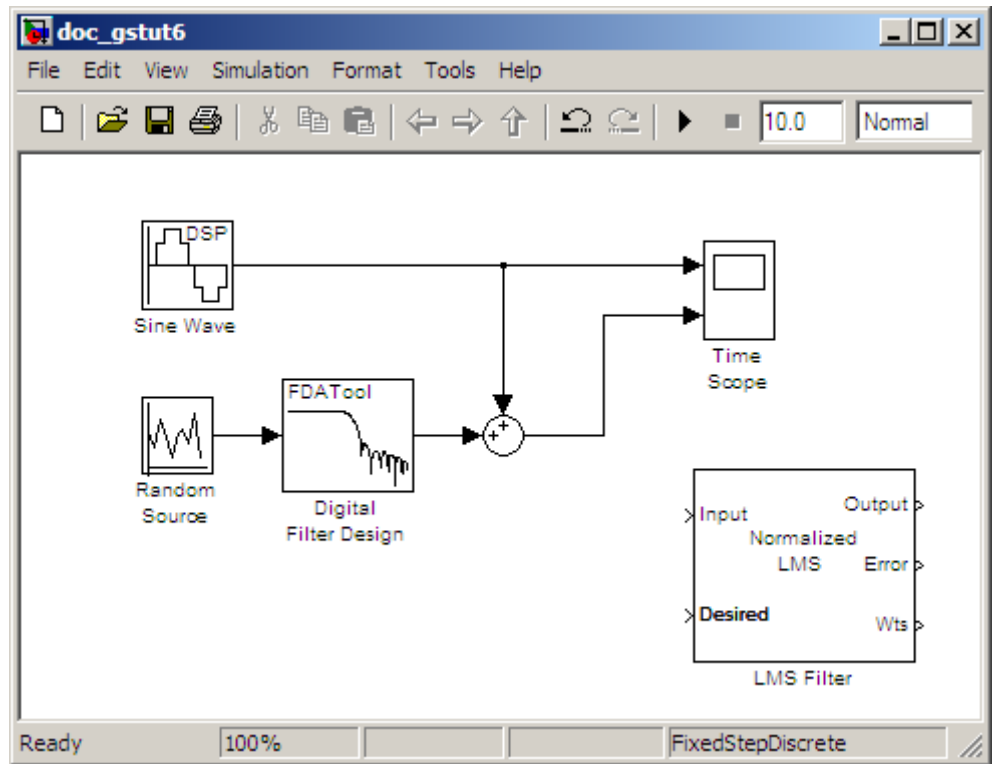 doc_gstut6
File Edit View Simulation Format Tools Help
10.0 Normal
DSP
Sine Wave
Time
Scope
FDATool
Random
Source
Digital
Filter Design
+ +
Input
Output
Normalized
LMS
Error
Desired
Wts
LMS Filter
Ready 100% FixedStepDiscrete